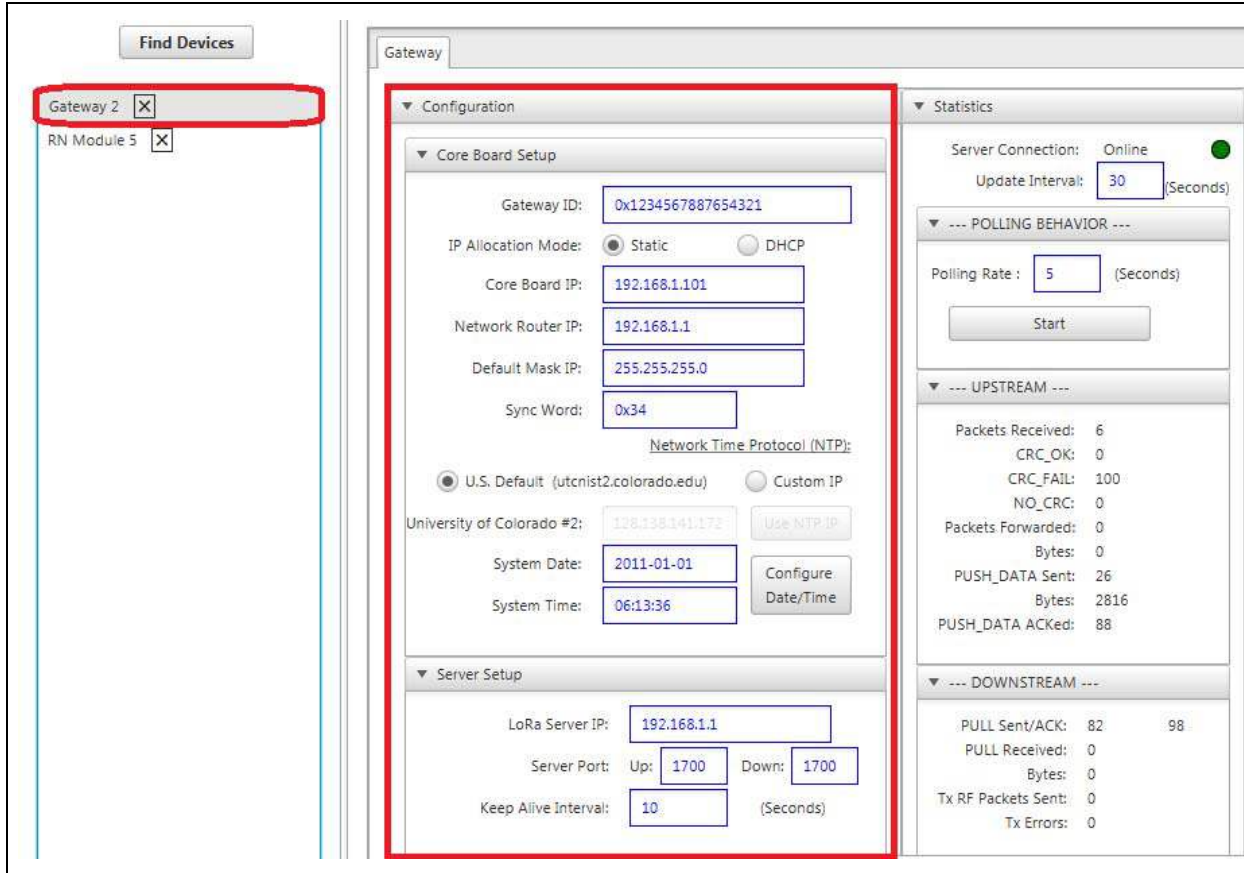 Find Devices
Gateway 2
RN Module 5
Gateway
Configuration
Core Board Setup
Gateway ID: 0x1234567887654321
IP Allocation Mode: Static DHCP
Core Board IP: 192.168.1.101
Network Router IP: 192.168.1.1
Default Mask IP: 255.255.255.0
Sync Word: 0x34
Network Time Protocol (NTP):
U.S. Default (utcnist2.colorado.edu) Custom IP
University of Colorado #2: 128.138.141.172 Use NTP IP
System Date: 2011-01-01
System Time: 06:13:36
Configure
Date/Time
Server Setup
LoRa Server IP: 192.168.1.1
Server Port: Up: 1700 Down: 1700
Keep Alive Interval: 10 (Seconds)
Statistics
Server Connection: Online
Update Interval: 30 (Seconds)
--- POLLING BEHAVIOR ---
Polling Rate : 5 (Seconds)
Start
--- UPSTREAM ---
Packets Received: 6
CRC_OK: 0
CRC_FAIL: 100
NO_CRC: 0
Packets Forwarded: 0
Bytes: 0
PUSH_DATA Sent: 26
Bytes: 2816
PUSH_DATA ACKed: 88
--- DOWNSTREAM ---
PULL Sent/ACK: 82 98
PULL Received: 0
Bytes: 0
Tx RF Packets Sent: 0
Tx Errors: 0